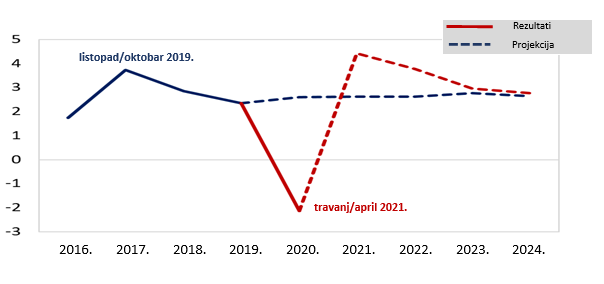 Rezultati
Projekcija
listopad/oktobar 2019.
travanj/april 2021.
5
4
3
2
1
0
-1
-2
-3
2016. 2017. 2018. 2019. 2020. 2021. 2022. 2023. 2024.